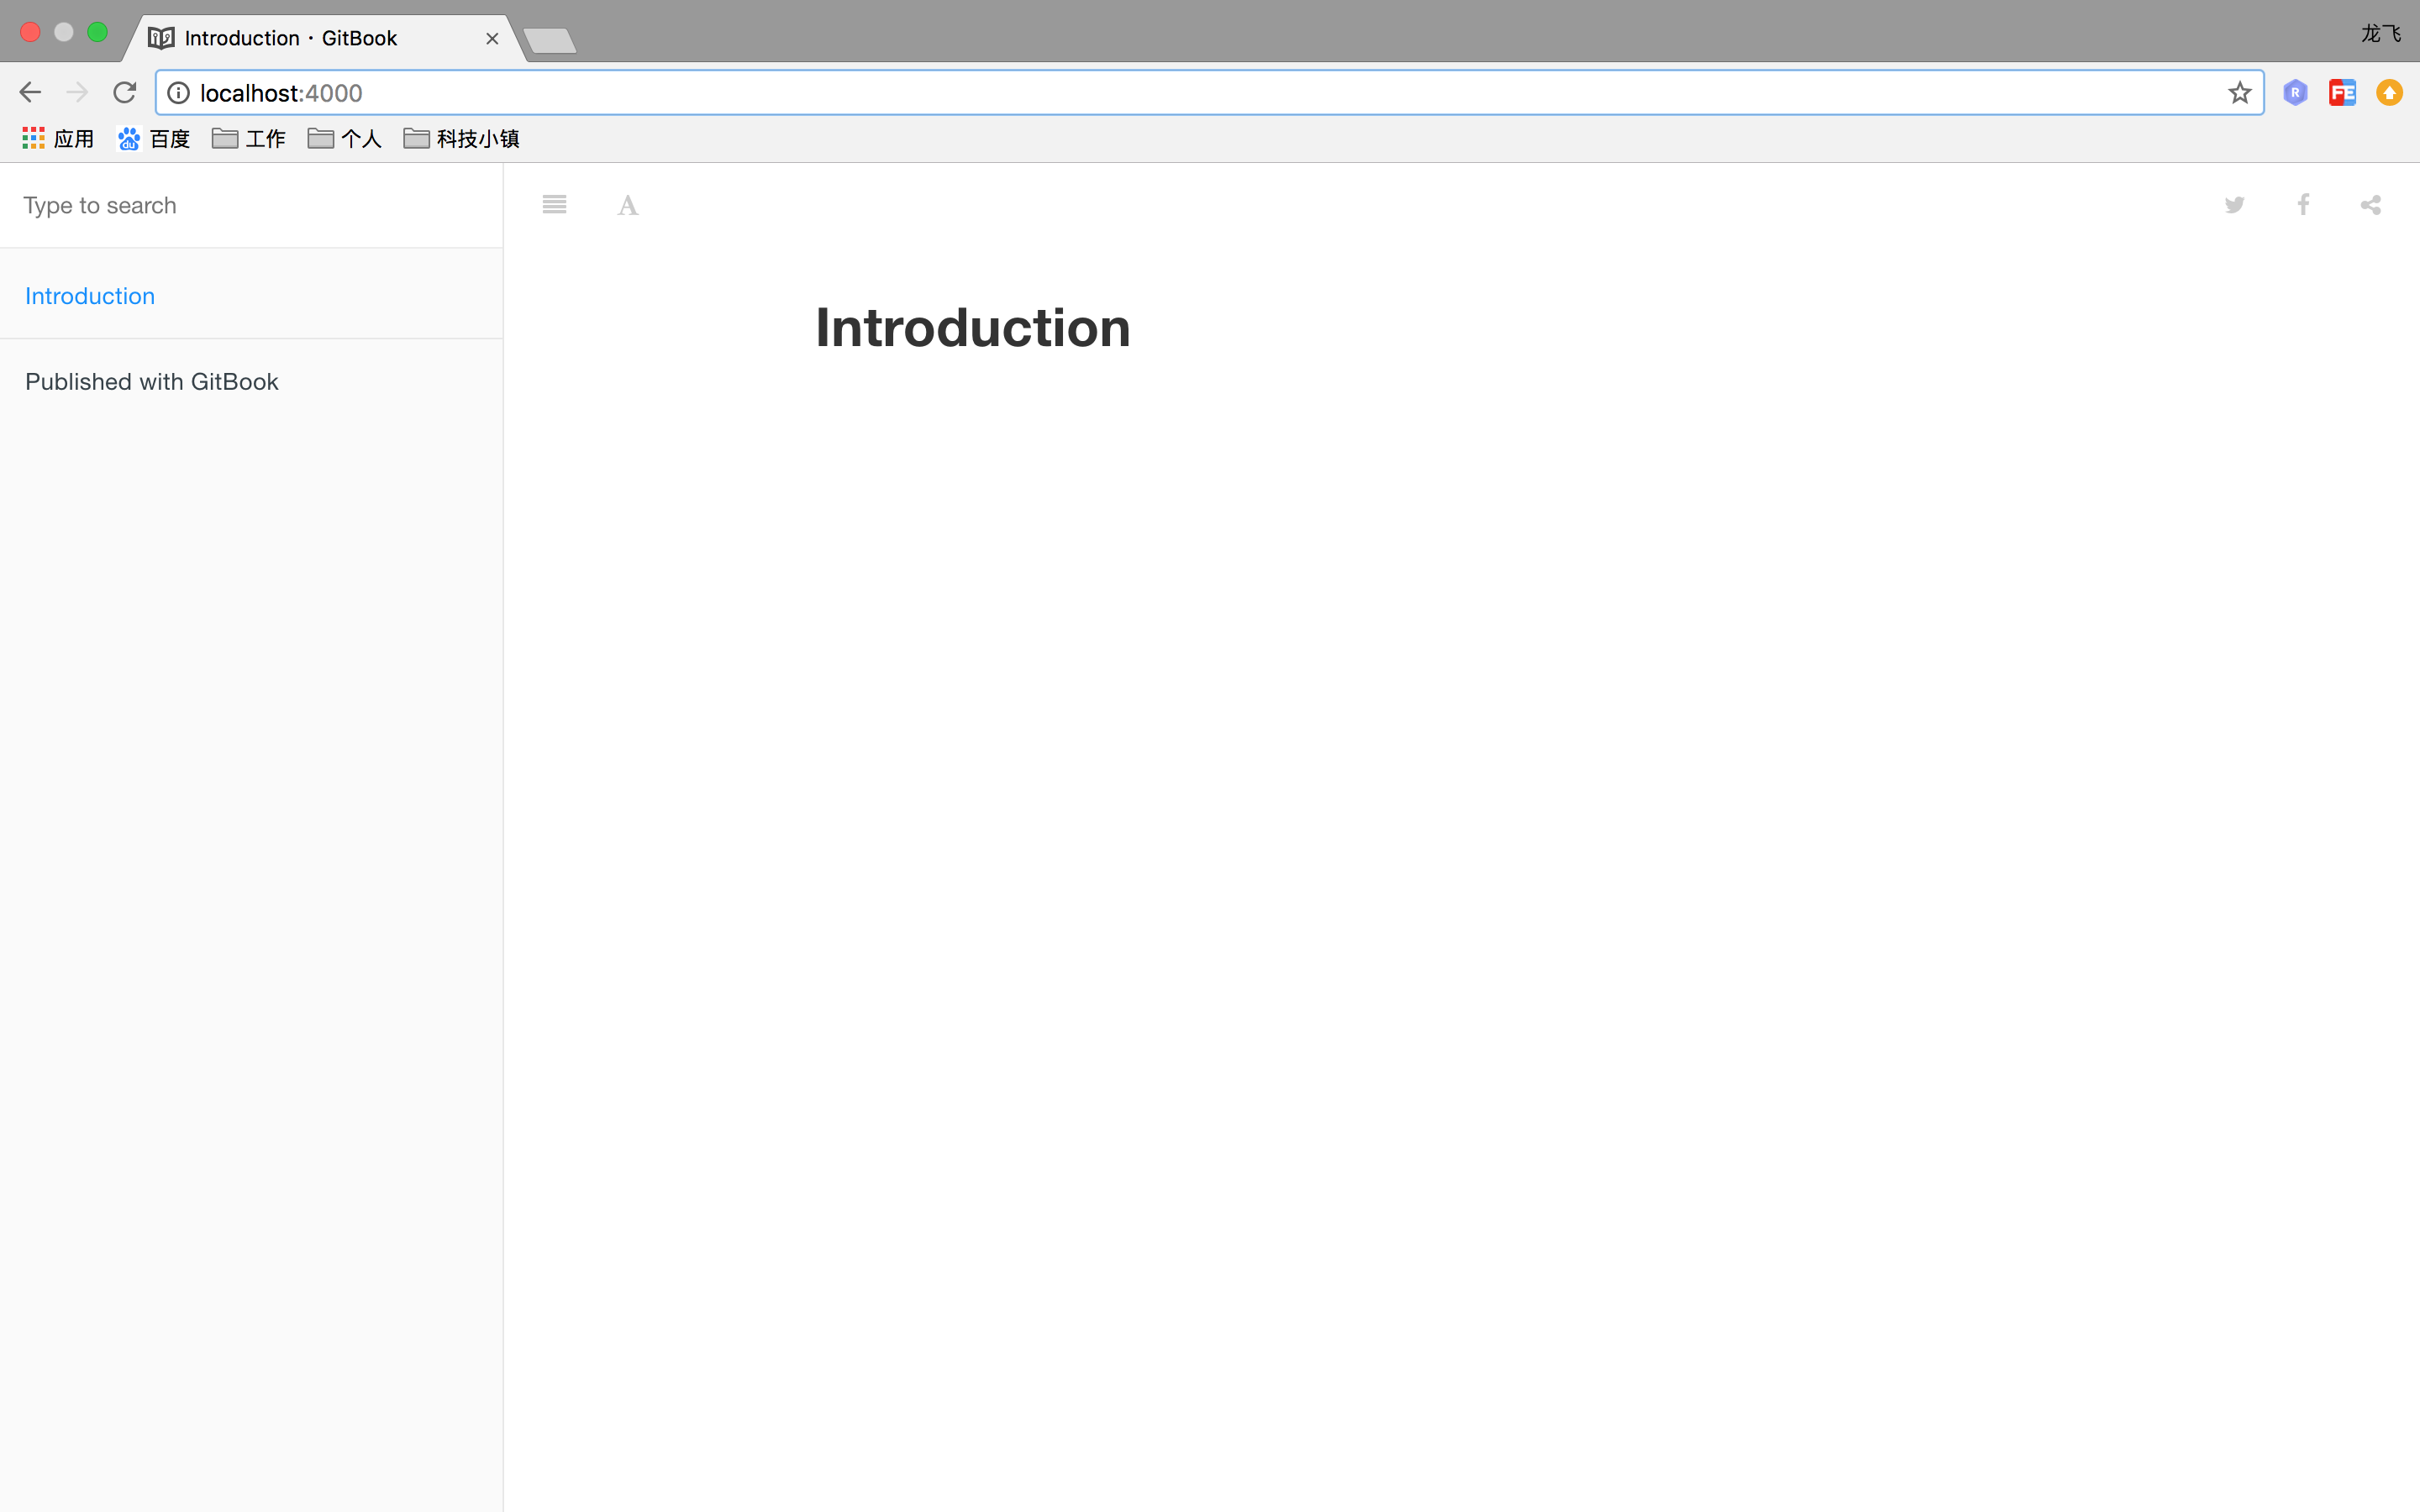 Introduction · GitBook
龙飞
localhost:4000
R
FE
应用 du 百度 工作 个人 科技小镇
Type to search
A
Introduction
Published with GitBook
Introduction